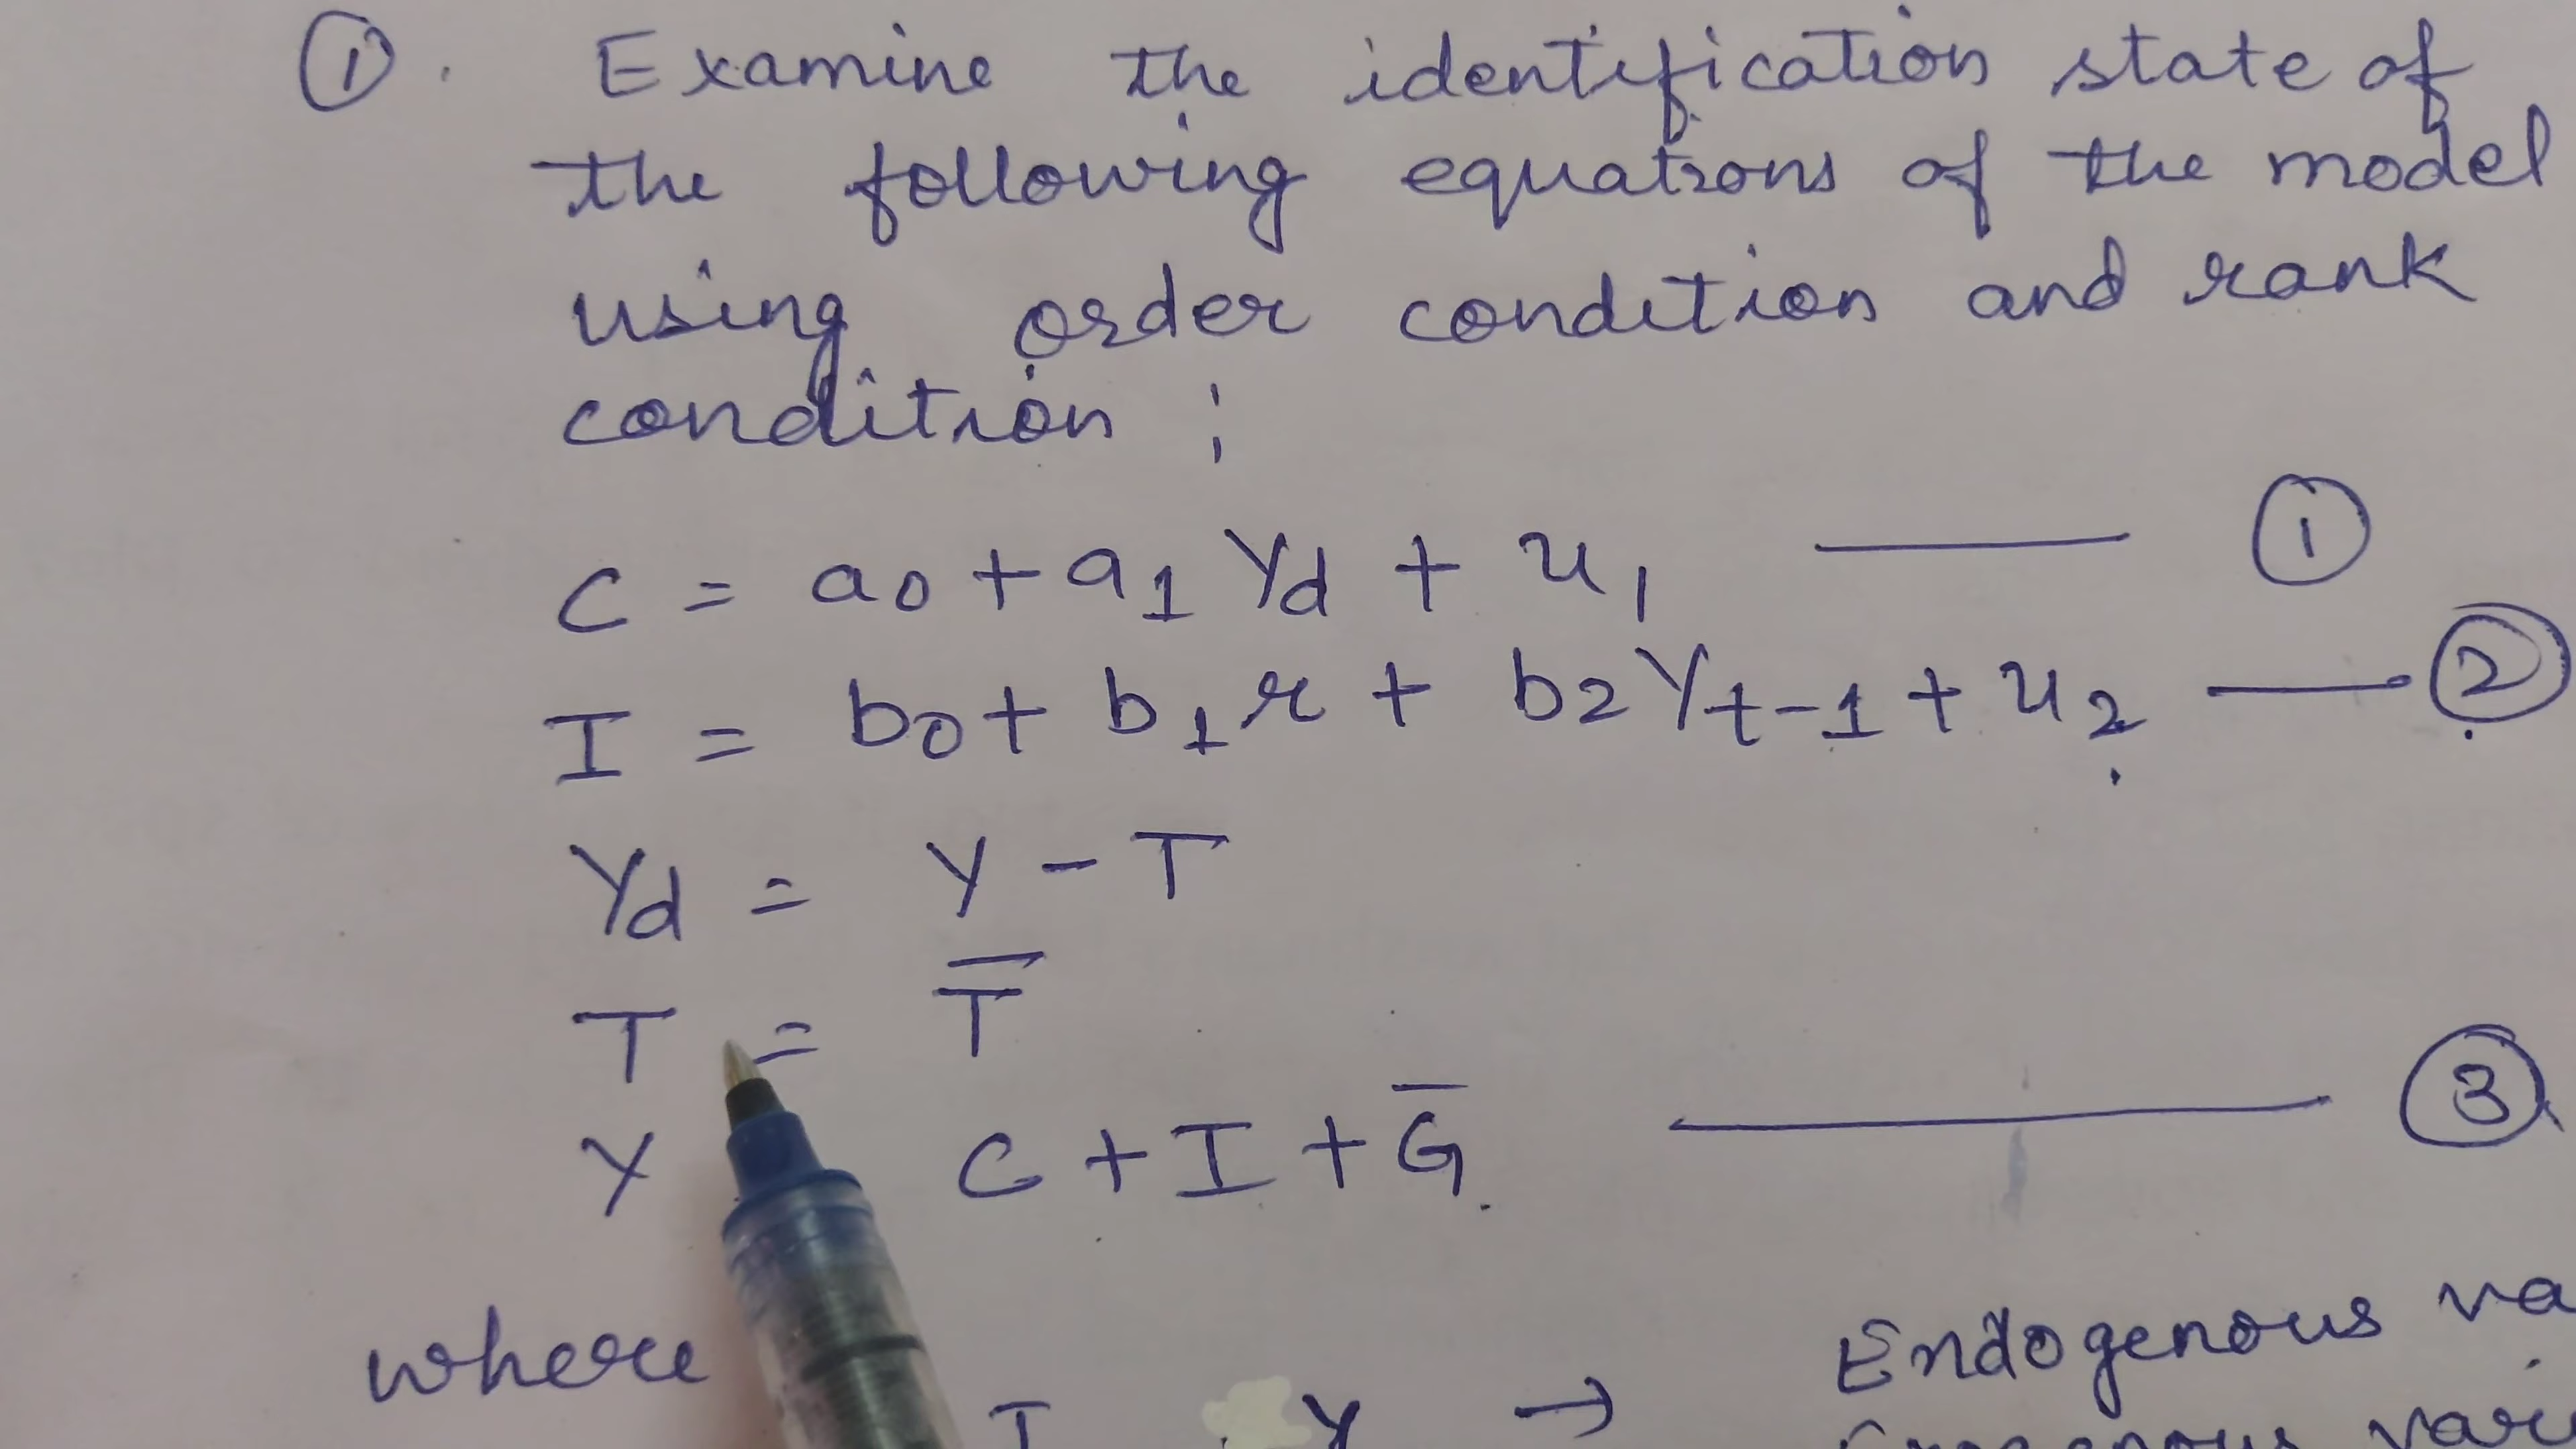 ① . Examine the identification state of
the following equations of the model
using order condition and rank
condition :
C = a0 + a1 Yd + u1 —— ①
I = b0 + b1 r + b2 Yt-1 + u2 —— ②
Yd = Y - T
T = T̅
Y C + I + G̅ —— ③
where
I , Y → Endogenous va